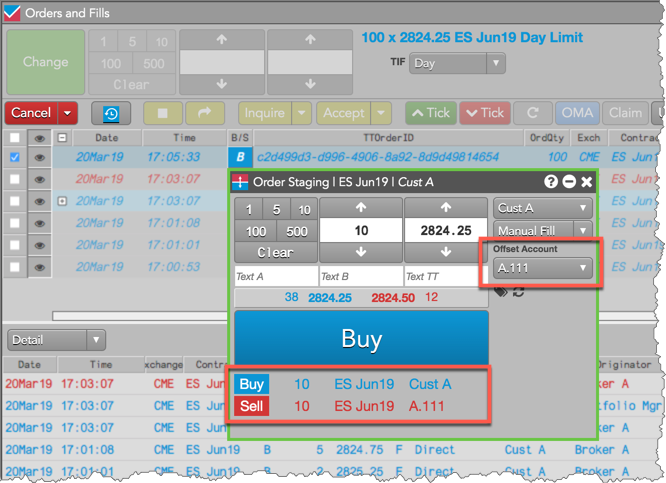 Orders and Fills
Change
1 5 10
100 500
Clear
100 x 2824.25 ES Jun19 Day Limit
TIF Day
Cancel Inquire Accept Tick Tick OMA Claim
Date Time B/S TTOrderID OrdQty Exch Contrac
20Mar19 17:05:33 B c2d499d3-d996-4906-8a92-8d9d49814654 100 CME ES Jun
20Mar19 17:03:07
20Mar19 17:03:07
20Mar19 17:01:08
20Mar19 17:01:01
20Mar19 17:00:53
Order Staging | ES Jun19 | Cust A
1 5 10
100 500
Clear
10
2824.25
Cust A
Manual Fill
Offset Account
A.111
Text A Text B Text TT
38 2824.25 2824.50 12
Buy
Buy 10 ES Jun19 Cust A
Sell 10 ES Jun19 A.111
Detail
Date Time xchange Contr Originator
20Mar19 17:03:07 CME ES Jun ker A
20Mar19 17:03:07 CME ES Jun tfolio Mgr
20Mar19 17:03:07 CME ES Jun ker A
20Mar19 17:01:08 CME ES Jun19 B 5 2824.75 F Direct Cust A Broker A
20Mar19 17:01:01 CME ES Jun19 B 2 2825.25 F Direct Cust A Broker A